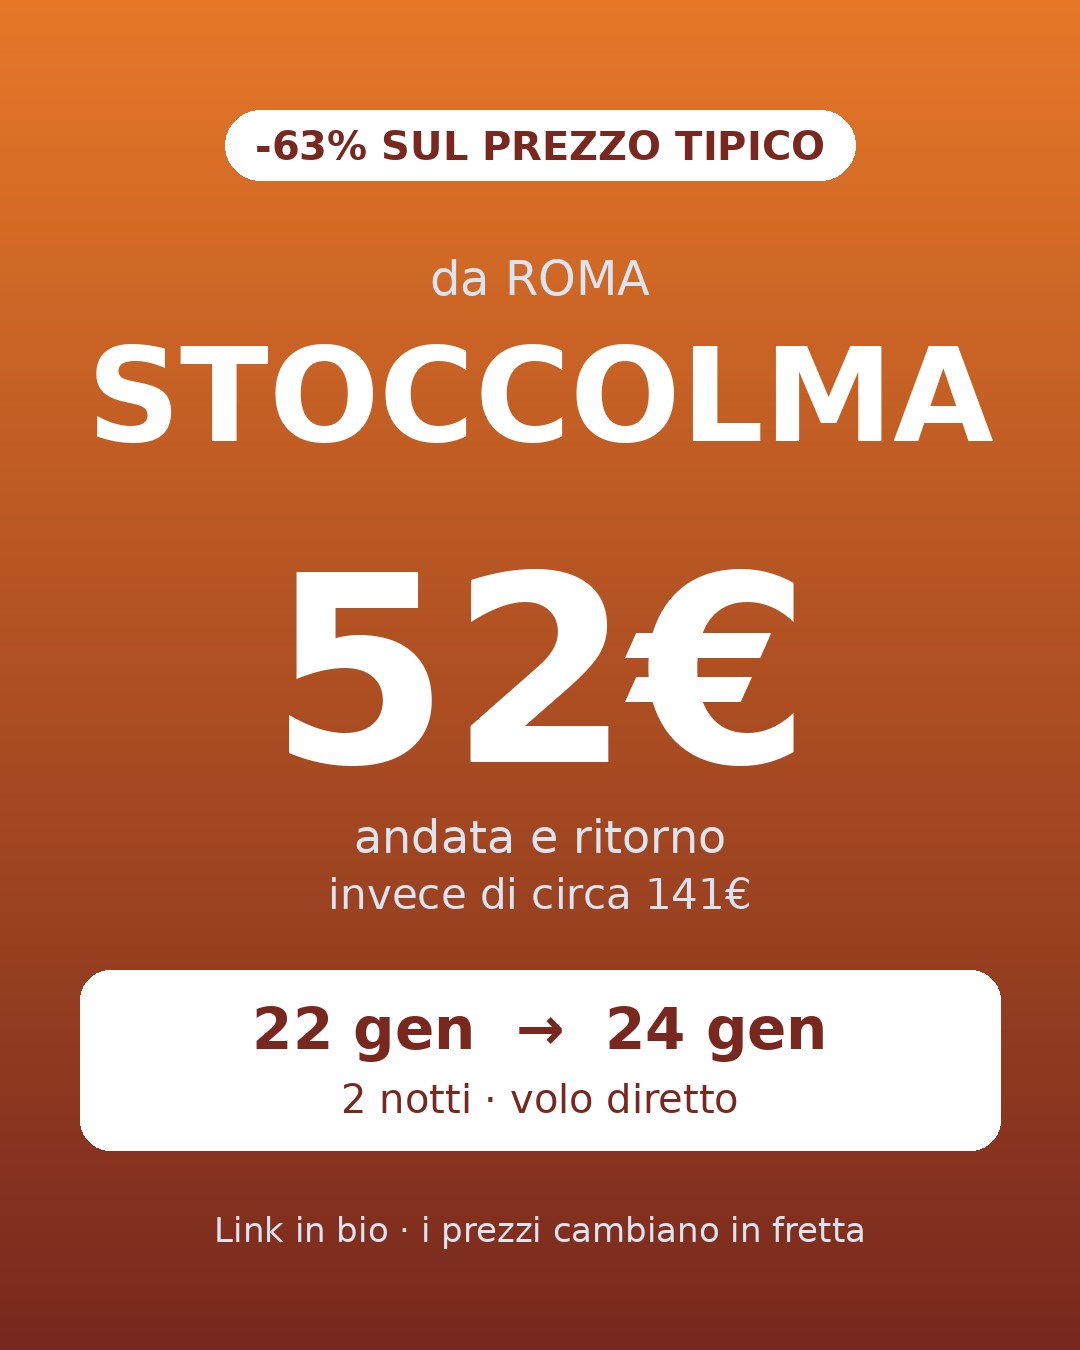 -63% SUL PREZZO TIPICO
da ROMA
STOCCOLMA
52€
andata e ritorno
invece di circa 141€
22 gen → 24 gen
2 notti · volo diretto
Link in bio · i prezzi cambiano in fretta